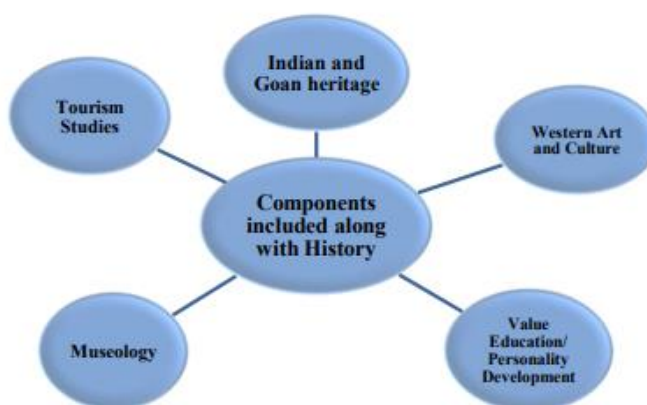 Indian and
Goan heritage
Tourism
Studies
Western Art
and Culture
Components
included along
with History
Museology
Value
Education/
Personality
Development